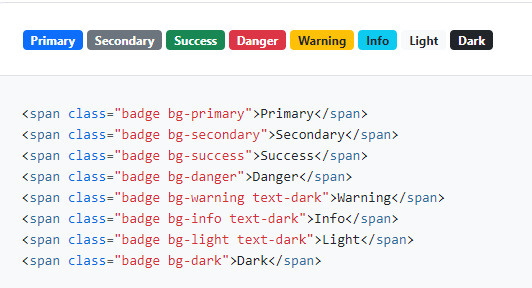 Primary Secondary Success Danger Warning Info Light Dark
<span class="badge bg-primary">Primary</span>
<span class="badge bg-secondary">Secondary</span>
<span class="badge bg-success">Success</span>
<span class="badge bg-danger">Danger</span>
<span class="badge bg-warning text-dark">Warning</span>
<span class="badge bg-info text-dark">Info</span>
<span class="badge bg-light text-dark">Light</span>
<span class="badge bg-dark">Dark</span>